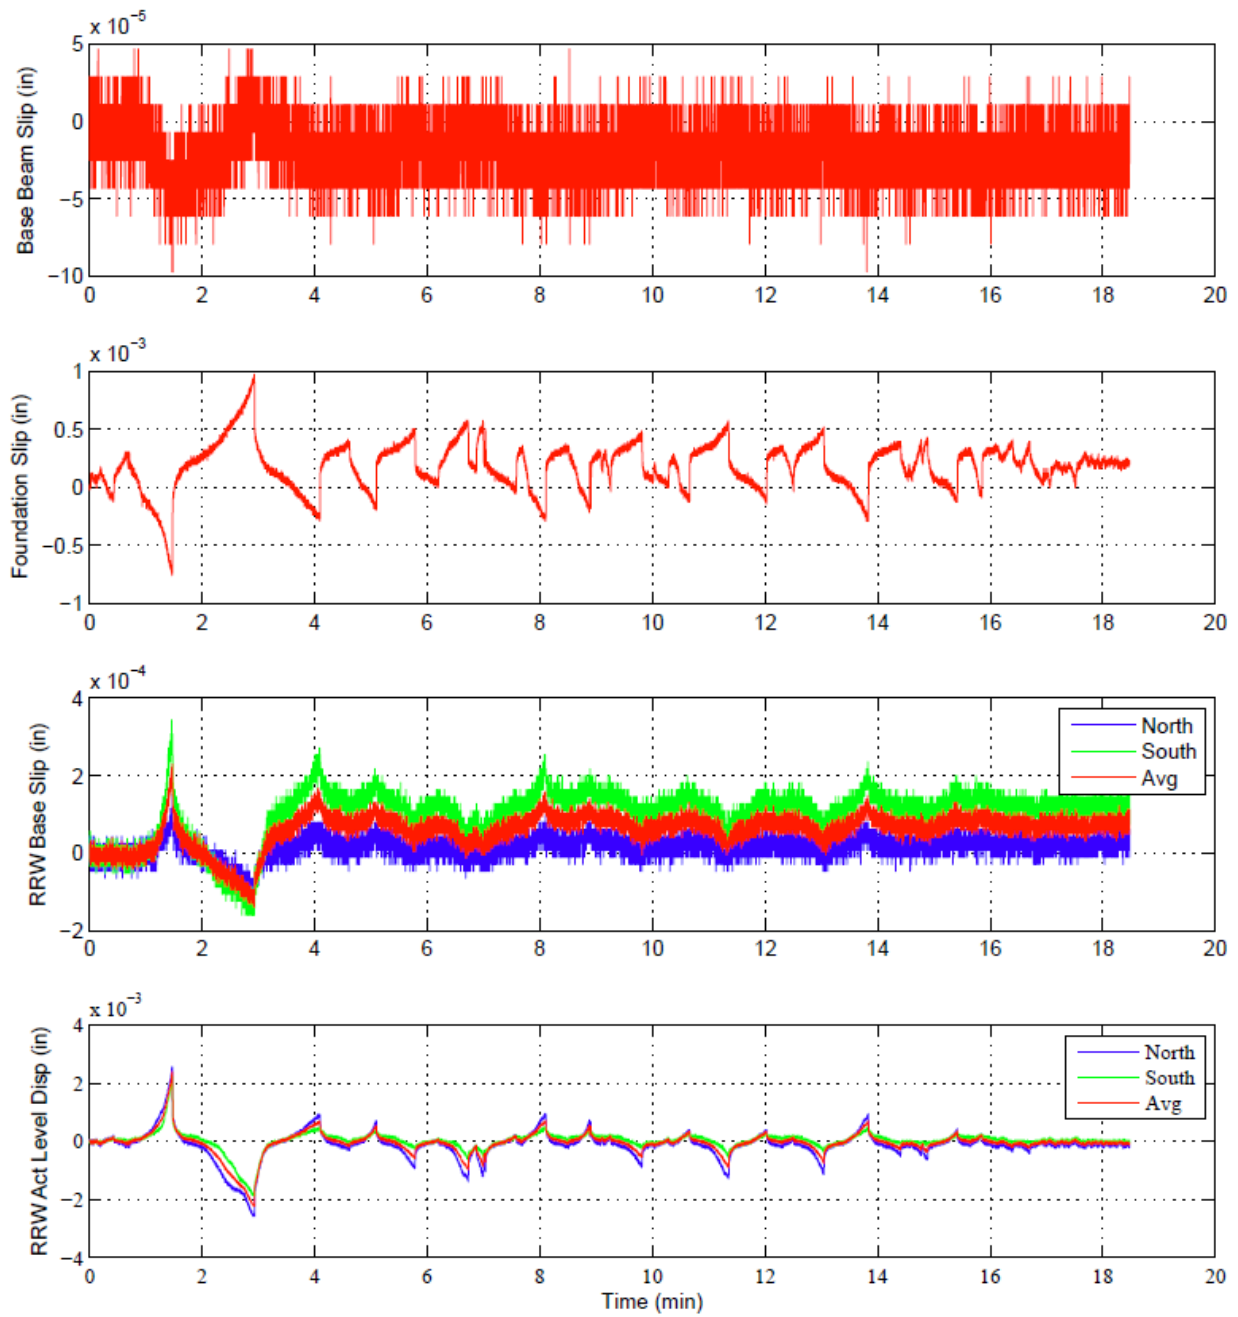 x 10−5
Base Beam Slip (in)
5
0
−5
−10
0 2 4 6 8 10 12 14 16 18 20
x 10−3
Foundation Slip (in)
1
0.5
0
−0.5
−1
0 2 4 6 8 10 12 14 16 18 20
x 10−4
RRW Base Slip (in)
4
2
0
−2
North
South
Avg
0 2 4 6 8 10 12 14 16 18 20
x 10−3
RRW Act Level Disp (in)
4
2
0
−2
−4
North
South
Avg
0 2 4 6 8 10 12 14 16 18 20
Time (min)